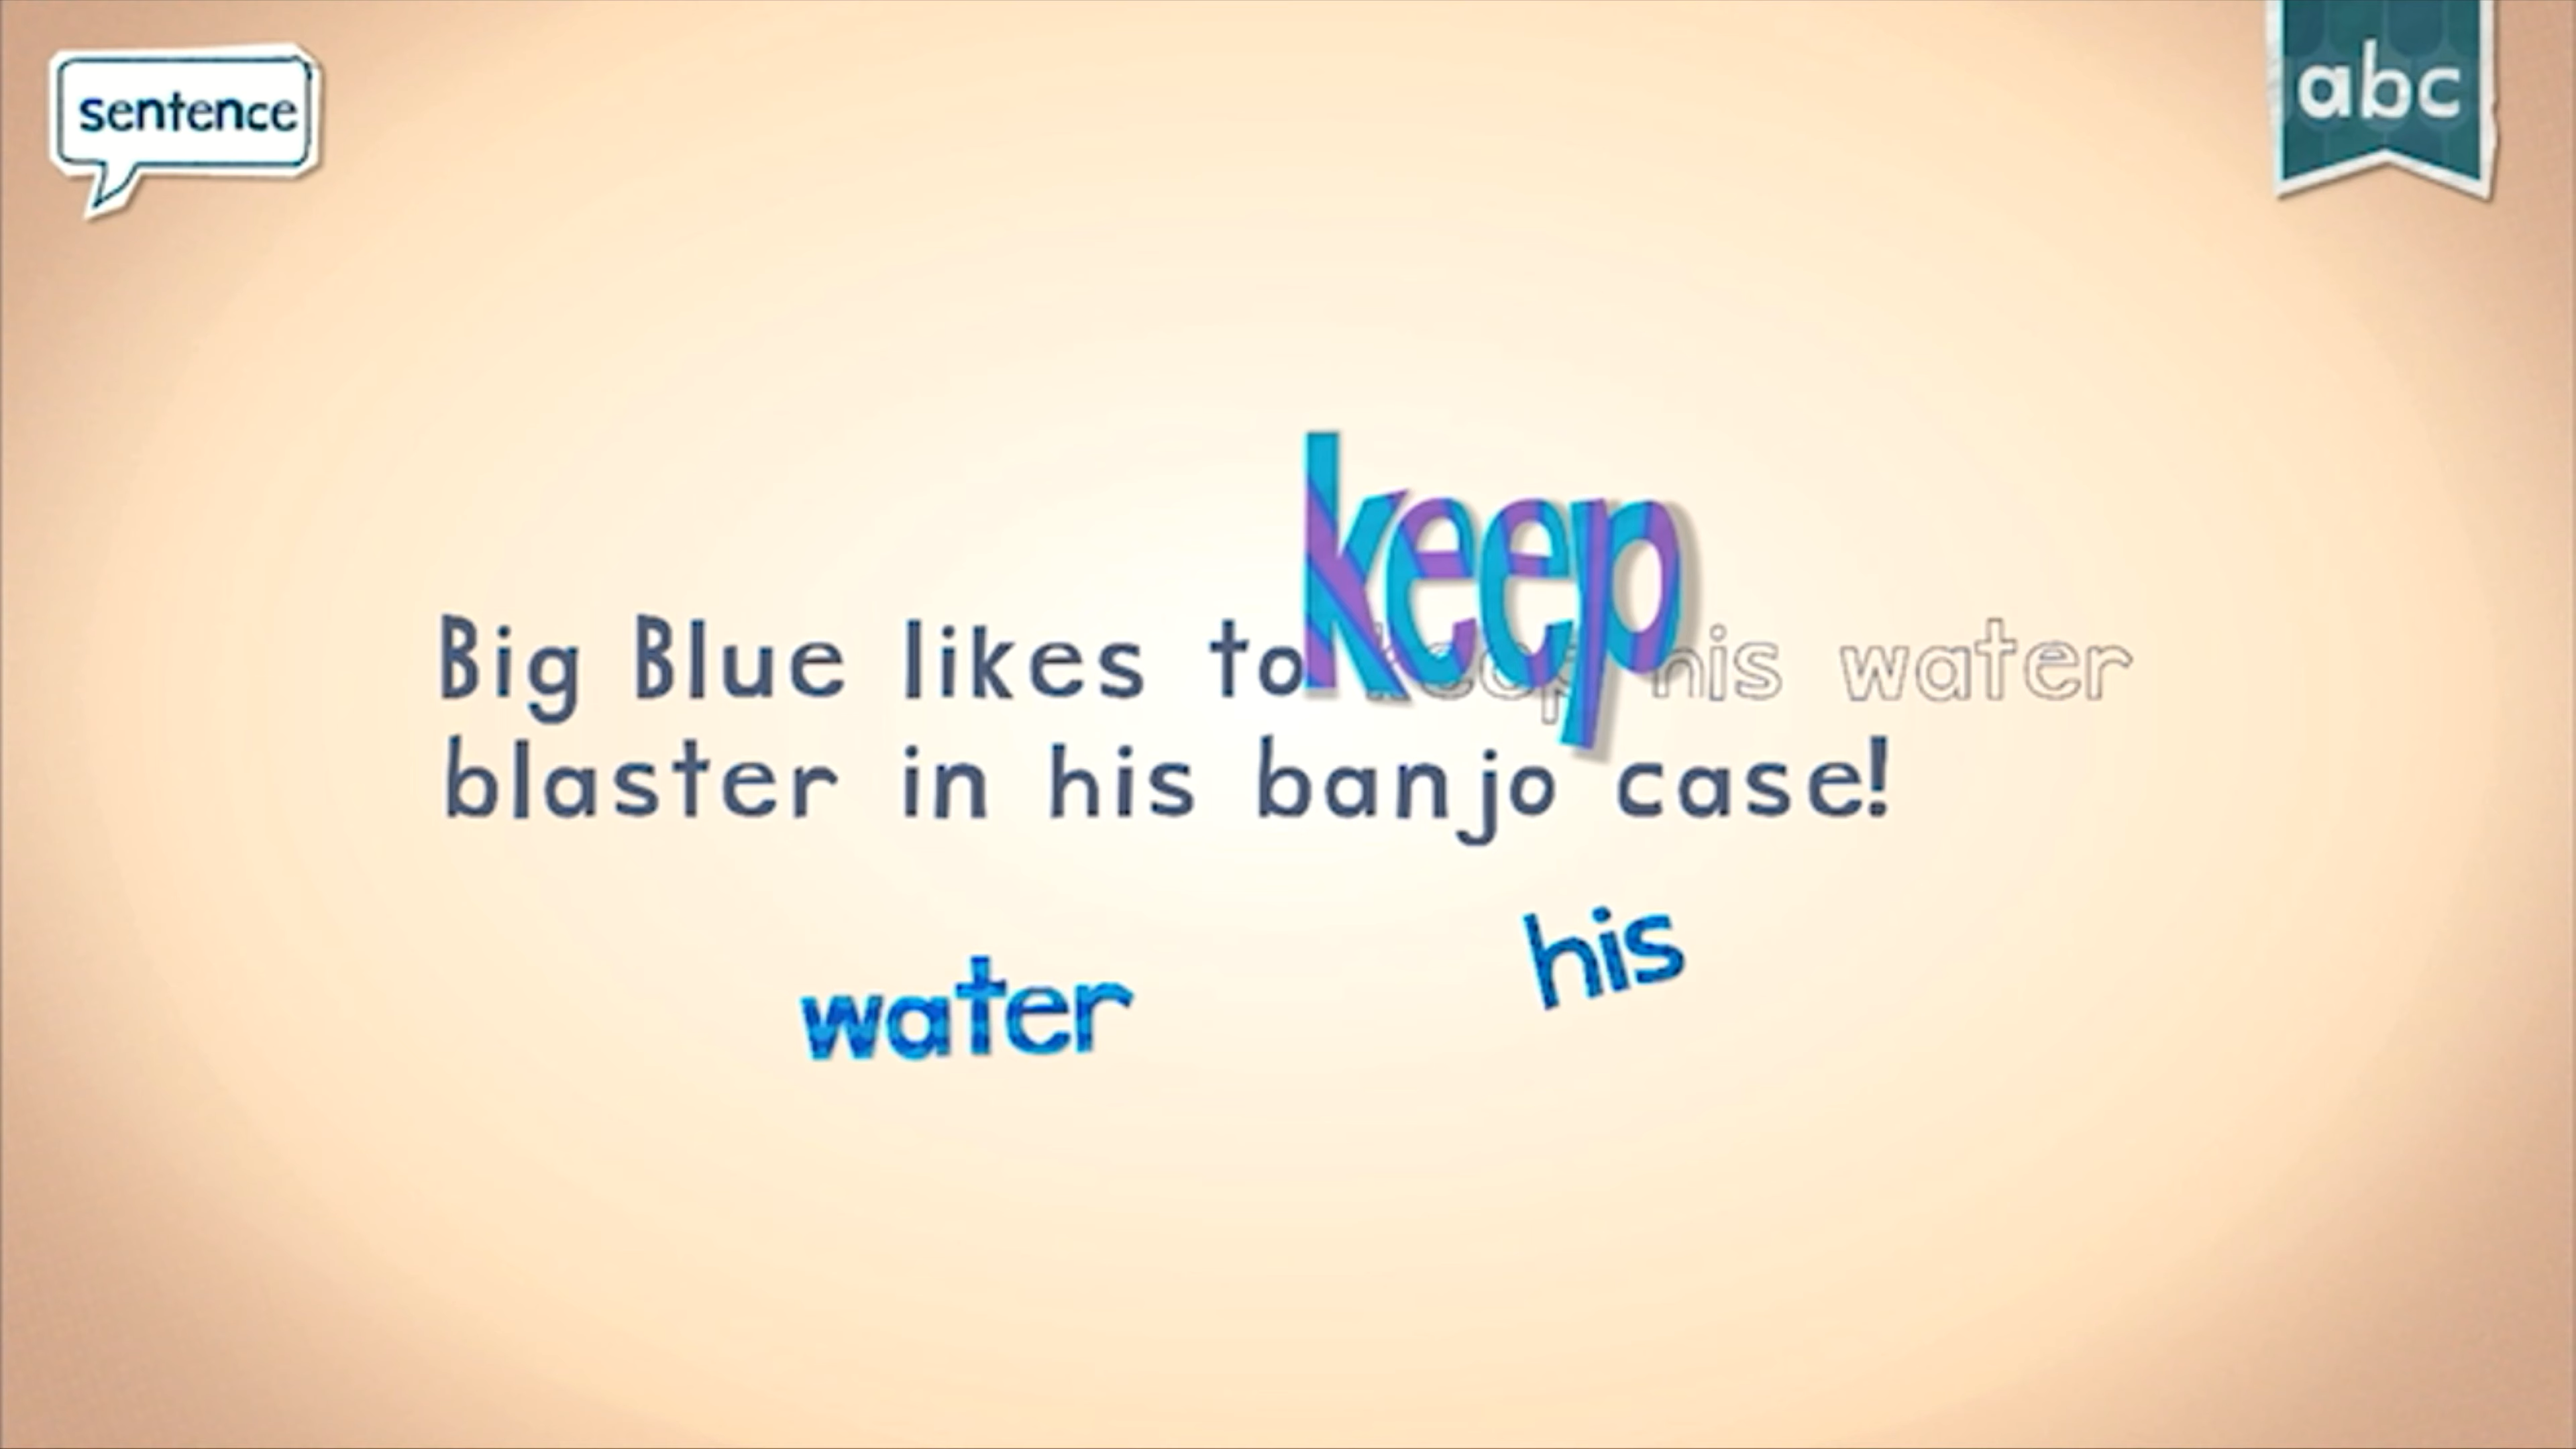 sentence
abc
keep
Big Blue likes to keep his water
blaster in his banjo case!
his
water